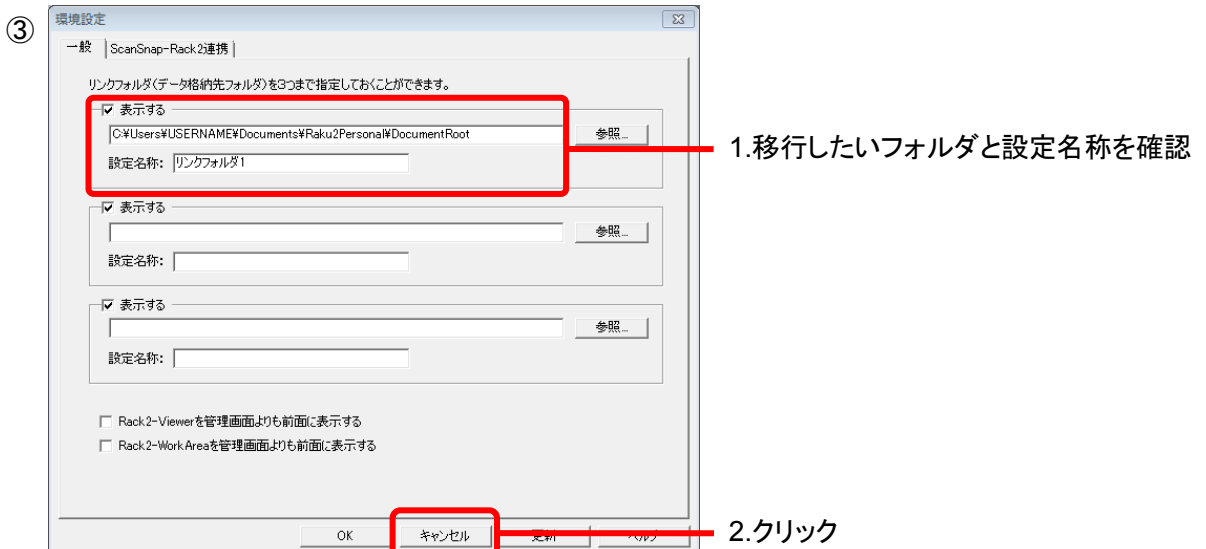 ③
環境設定
一般 ScanSnap-Rack2連携
リンクフォルダ(データ格納先フォルダ)を3つまで指定しておくことができます。
表示する
C:¥Users¥USERNAME¥Documents¥Raku2Personal¥DocumentRoot 参照...
設定名称: リンクフォルダ1
1.移行したいフォルダと設定名称を確認
表示する
参照...
設定名称:
表示する
参照...
設定名称:
Rack2-Viewerを管理画面よりも前面に表示する
Rack2-WorkAreaを管理画面よりも前面に表示する
OK キャンセル 更新 ヘルプ
2.クリック